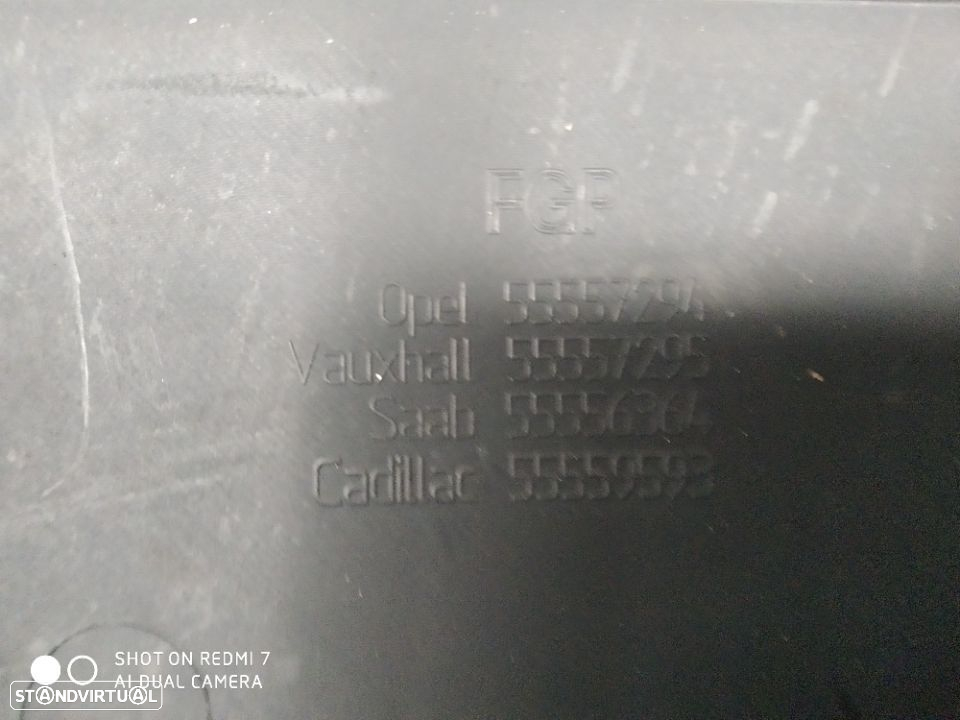 FGP
Opel 55557294
Vauxhall 55557295
Saab 55556364
Cadillac 55559593
SHOT ON REDMI 7
AI DUAL CAMERA
STANDVIRTUAL